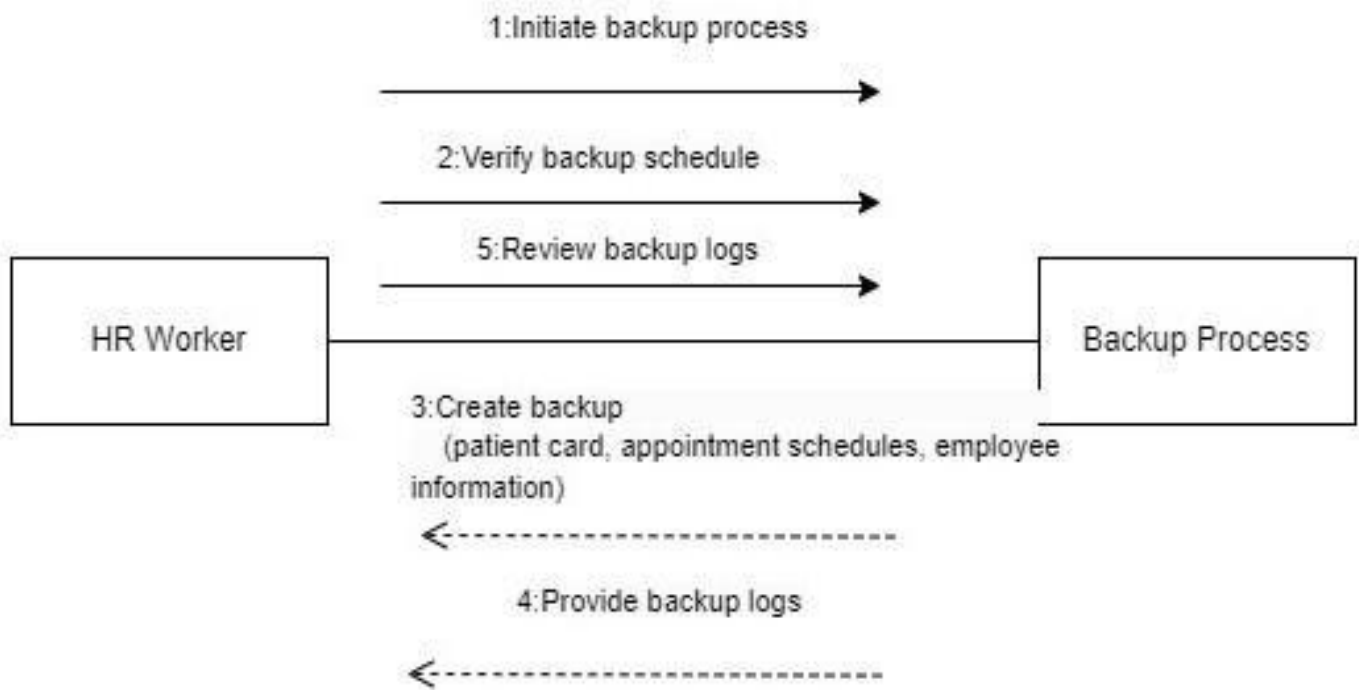 1:Initiate backup process
2:Verify backup schedule
5:Review backup logs
HR Worker
Backup Process
3:Create backup
(patient card, appointment schedules, employee
information)
4:Provide backup logs